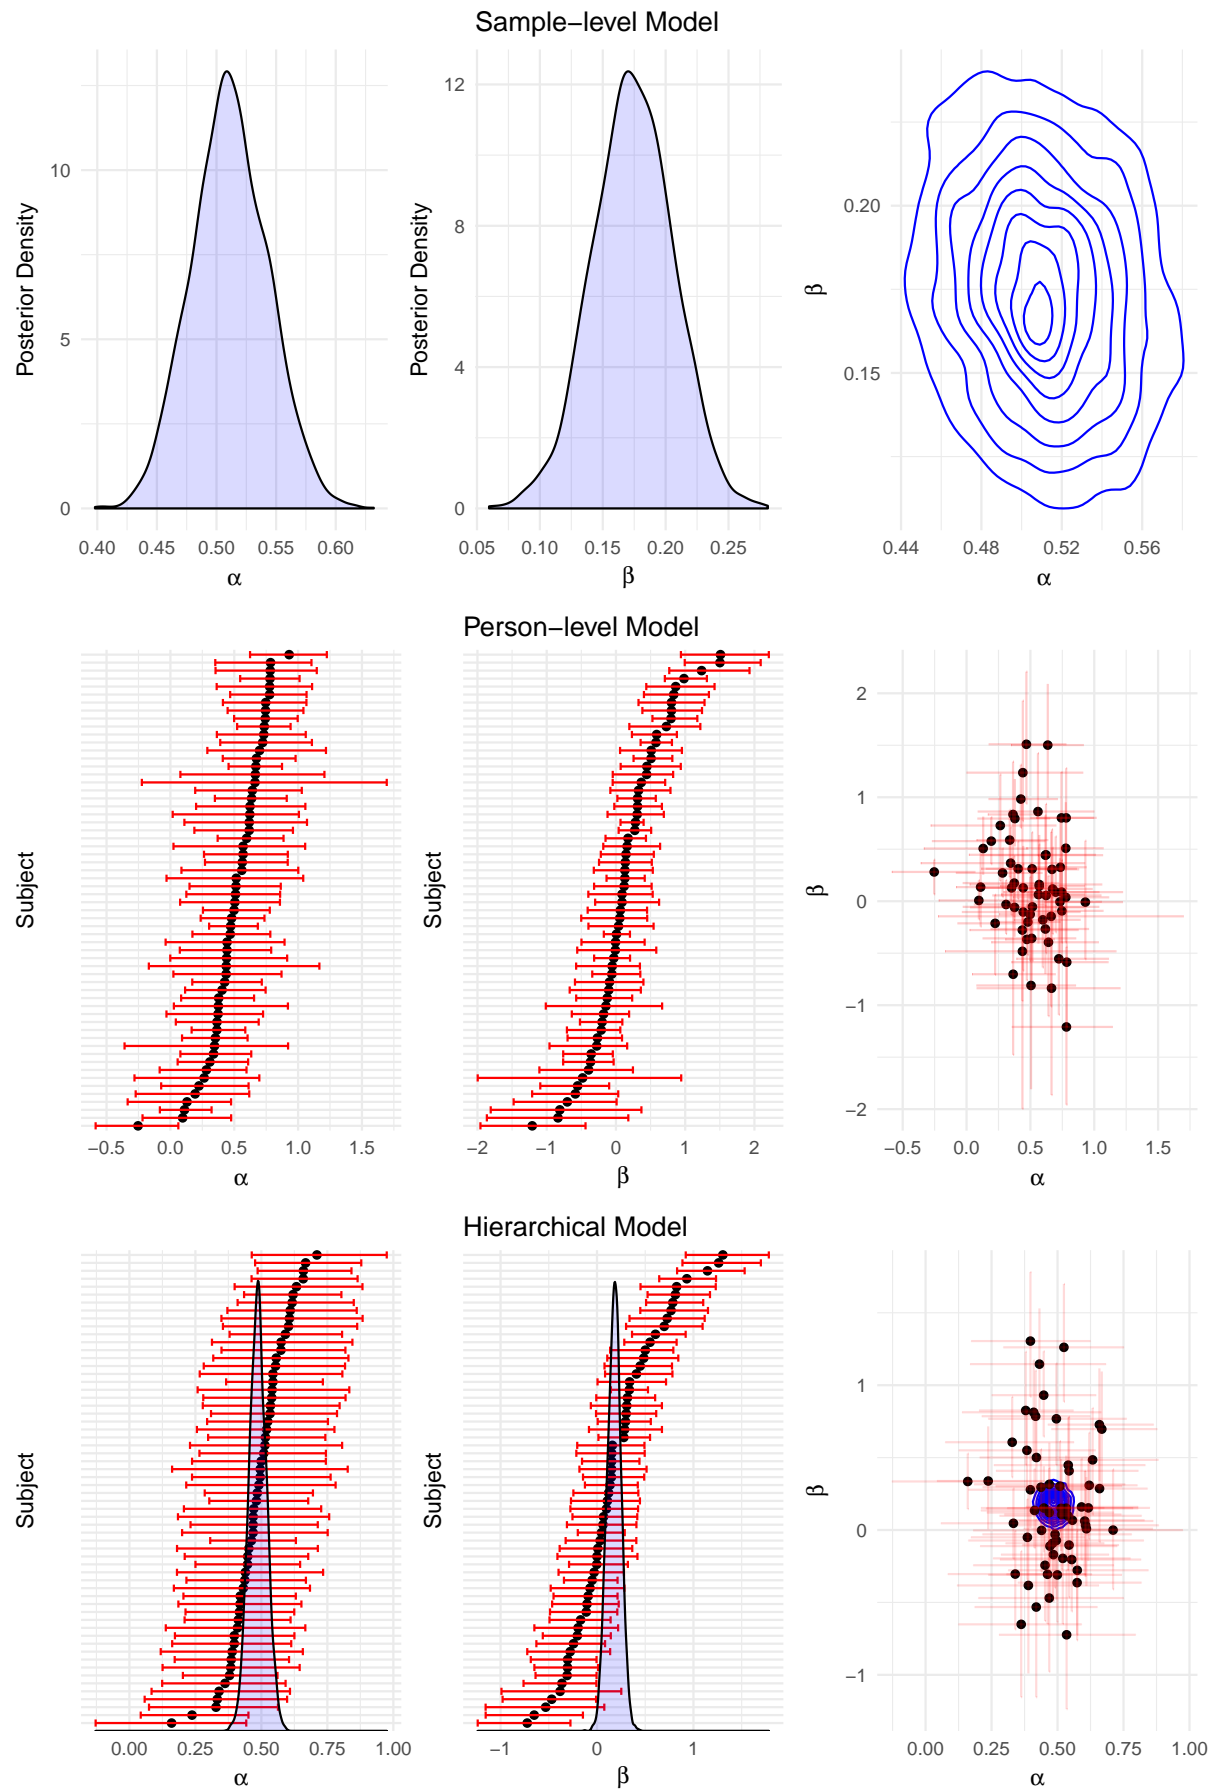 Sample−level Model
Posterior Density
10
5
0
0.40 0.45 0.50 0.55 0.60
α
Posterior Density
12
8
4
0
0.05 0.10 0.15 0.20 0.25
β
β
0.20
0.15
0.44 0.48 0.52 0.56
α
Person−level Model
Subject
−0.5 0.0 0.5 1.0 1.5
α
Subject
−2 −1 0 1 2
β
β
2
1
0
−1
−2
−0.5 0.0 0.5 1.0 1.5
α
Hierarchical Model
Subject
0.00 0.25 0.50 0.75 1.00
α
Subject
−1 0 1
β
β
1
0
−1
0.00 0.25 0.50 0.75 1.00
α